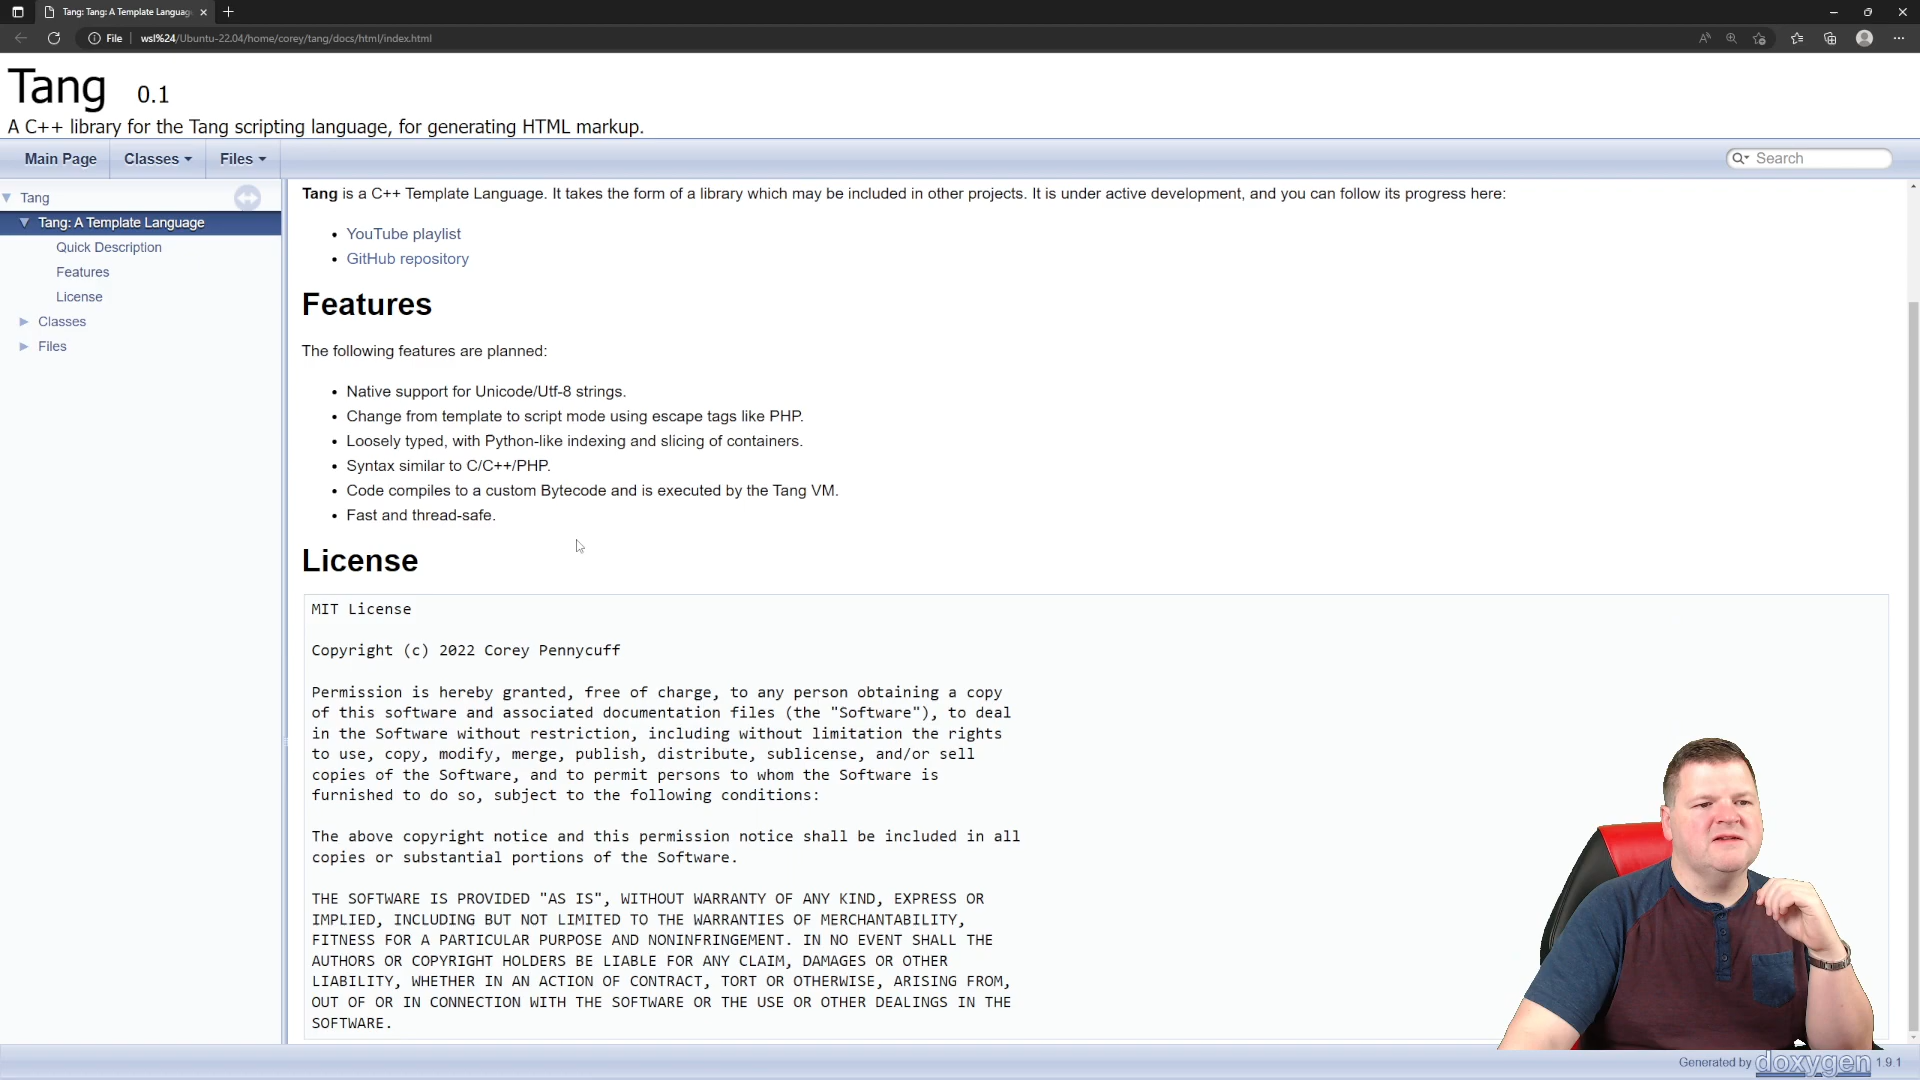 Tang: Tang: A Template Languag
File wsl%24/Ubuntu-22.04/home/corey/tang/docs/html/index.html
Tang 0.1
A C++ library for the Tang scripting language, for generating HTML markup.
Main Page Classes Files Search
Tang
Tang: A Template Language
Quick Description
Features
License
Classes
Files
Tang is a C++ Template Language. It takes the form of a library which may be included in other projects. It is under active development, and you can follow its progress here:
• YouTube playlist
• GitHub repository
Features
The following features are planned:
• Native support for Unicode/Utf-8 strings.
• Change from template to script mode using escape tags like PHP.
• Loosely typed, with Python-like indexing and slicing of containers.
• Syntax similar to C/C++/PHP.
• Code compiles to a custom Bytecode and is executed by the Tang VM.
• Fast and thread-safe.
License
MIT License
Copyright (c) 2022 Corey Pennycuff
Permission is hereby granted, free of charge, to any person obtaining a copy
of this software and associated documentation files (the "Software"), to deal
in the Software without restriction, including without limitation the rights
to use, copy, modify, merge, publish, distribute, sublicense, and/or sell
copies of the Software, and to permit persons to whom the Software is
furnished to do so, subject to the following conditions:
The above copyright notice and this permission notice shall be included in all
copies or substantial portions of the Software.
THE SOFTWARE IS PROVIDED "AS IS", WITHOUT WARRANTY OF ANY KIND, EXPRESS OR
IMPLIED, INCLUDING BUT NOT LIMITED TO THE WARRANTIES OF MERCHANTABILITY,
FITNESS FOR A PARTICULAR PURPOSE AND NONINFRINGEMENT. IN NO EVENT SHALL THE
AUTHORS OR COPYRIGHT HOLDERS BE LIABLE FOR ANY CLAIM, DAMAGES OR OTHER
LIABILITY, WHETHER IN AN ACTION OF CONTRACT, TORT OR OTHERWISE, ARISING FROM,
OUT OF OR IN CONNECTION WITH THE SOFTWARE OR THE USE OR OTHER DEALINGS IN THE
SOFTWARE.
Generated by doxygen 1.9.1